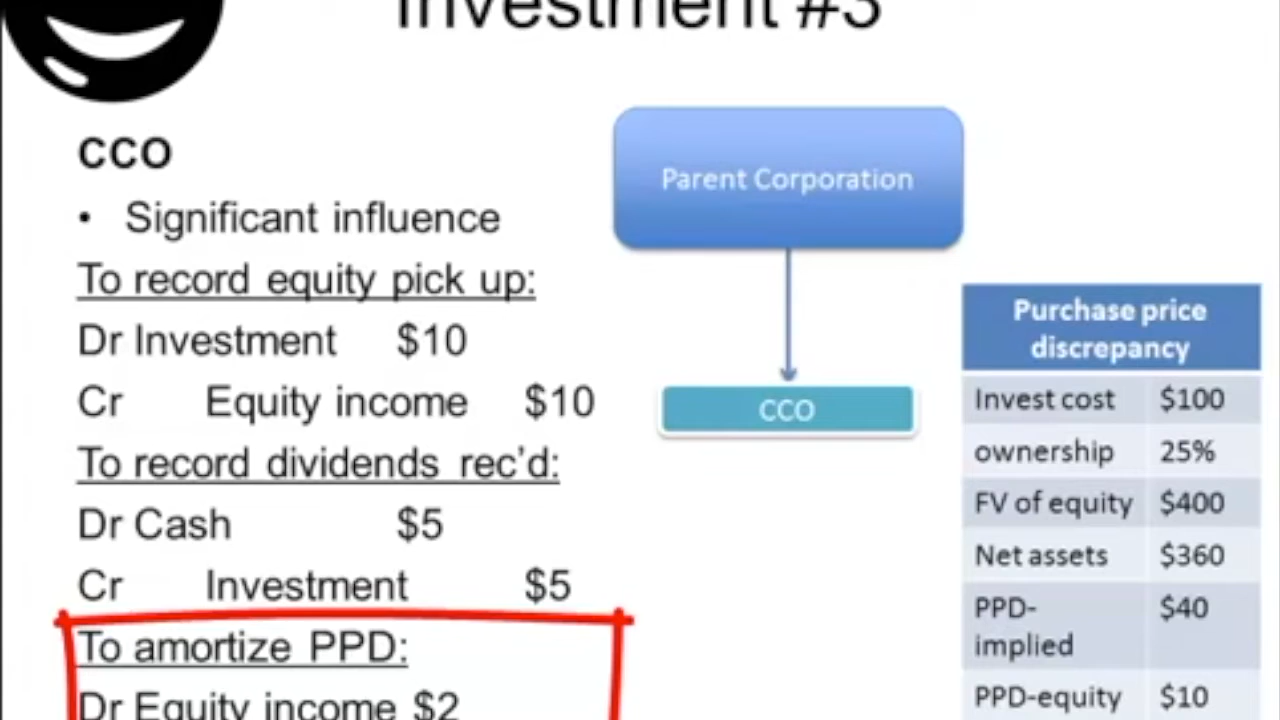 Investment #3
CCO
• Significant influence
To record equity pick up:
Dr Investment $10
Cr Equity income $10
To record dividends rec'd:
Dr Cash $5
Cr Investment $5
To amortize PPD:
Dr Equity income $2
Parent Corporation
CCO
Purchase price
discrepancy
Invest cost $100
ownership 25%
FV of equity $400
Net assets $360
PPD- $40
implied
PPD-equity $10